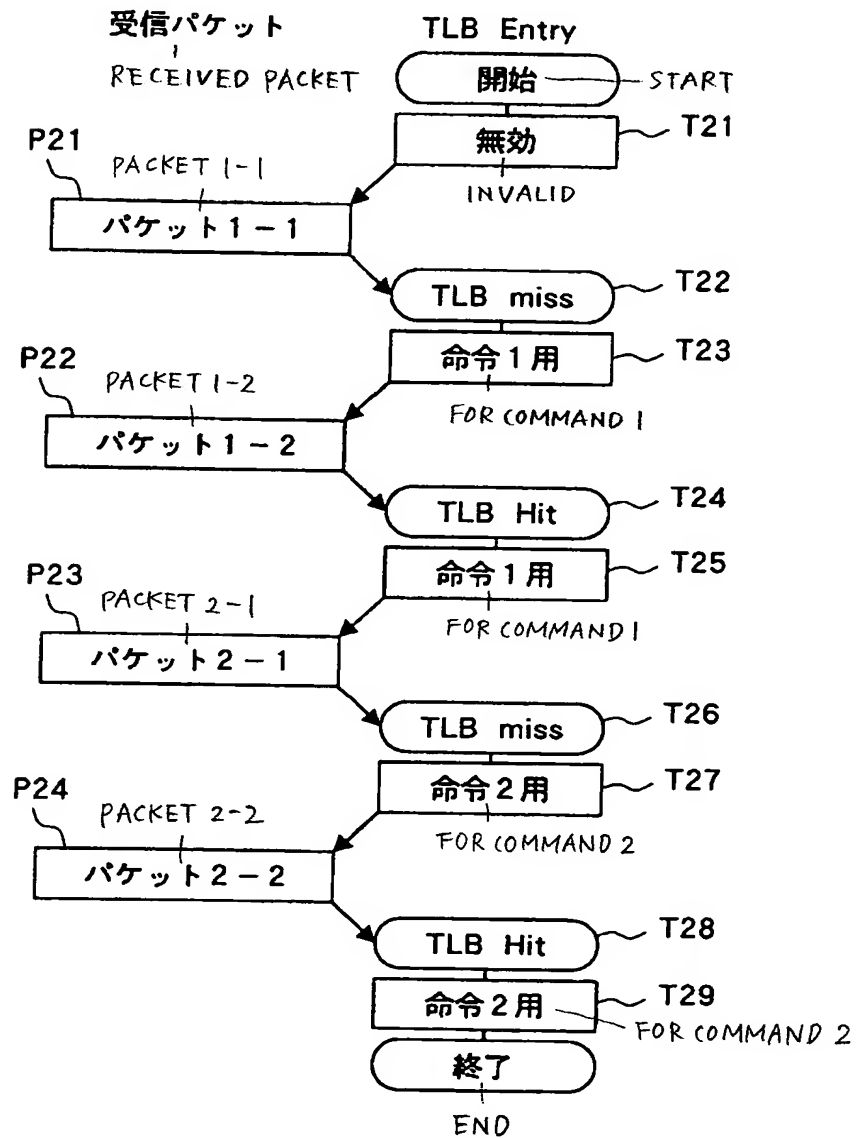 受信パケット TLB Entry
RECEIVED PACKET 開始 START
無効 T21
INVALID
P21 PACKET 1-1
パケット1-1
TLB miss T22
命令1用 T23
FOR COMMAND 1
P22 PACKET 1-2
パケット1-2
TLB Hit T24
命令1用 T25
FOR COMMAND 1
P23 PACKET 2-1
パケット2-1
TLB miss T26
命令2用 T27
FOR COMMAND 2
P24 PACKET 2-2
パケット2-2
TLB Hit T28
命令2用 T29
FOR COMMAND 2
終了
END